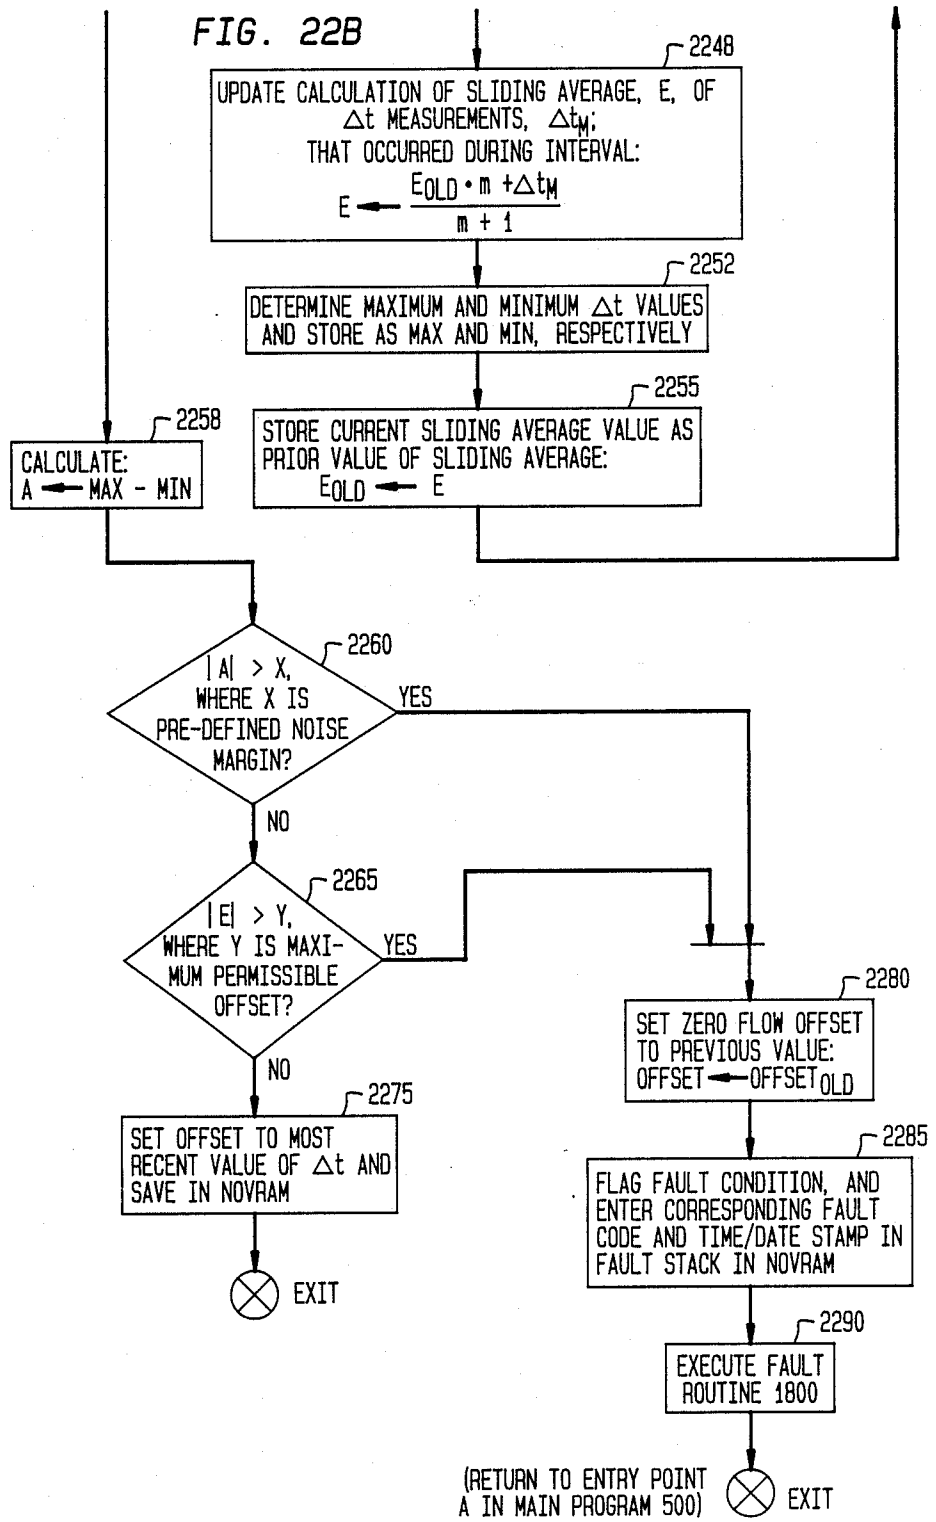 FIG. 22B
2248
UPDATE CALCULATION OF SLIDING AVERAGE, E, OF
Δt MEASUREMENTS, ΔtM;
THAT OCCURRED DURING INTERVAL:
E ← EOLD • m + ΔtM
m + 1
2252
DETERMINE MAXIMUM AND MINIMUM Δt VALUES
AND STORE AS MAX AND MIN, RESPECTIVELY
2255
STORE CURRENT SLIDING AVERAGE VALUE AS
PRIOR VALUE OF SLIDING AVERAGE:
EOLD ← E
2258
CALCULATE:
A ← MAX - MIN
2260
|A| > X,
WHERE X IS
PRE-DEFINED NOISE
MARGIN?
YES
NO
2265
|E| > Y,
WHERE Y IS MAXI-
MUM PERMISSIBLE
OFFSET?
YES
NO
2275
SET OFFSET TO MOST
RECENT VALUE OF Δt AND
SAVE IN NOVRAM
EXIT
2280
SET ZERO FLOW OFFSET
TO PREVIOUS VALUE:
OFFSET ← OFFSETOLD
2285
FLAG FAULT CONDITION, AND
ENTER CORRESPONDING FAULT
CODE AND TIME/DATE STAMP IN
FAULT STACK IN NOVRAM
2290
EXECUTE FAULT
ROUTINE 1800
(RETURN TO ENTRY POINT
A IN MAIN PROGRAM 500)
EXIT